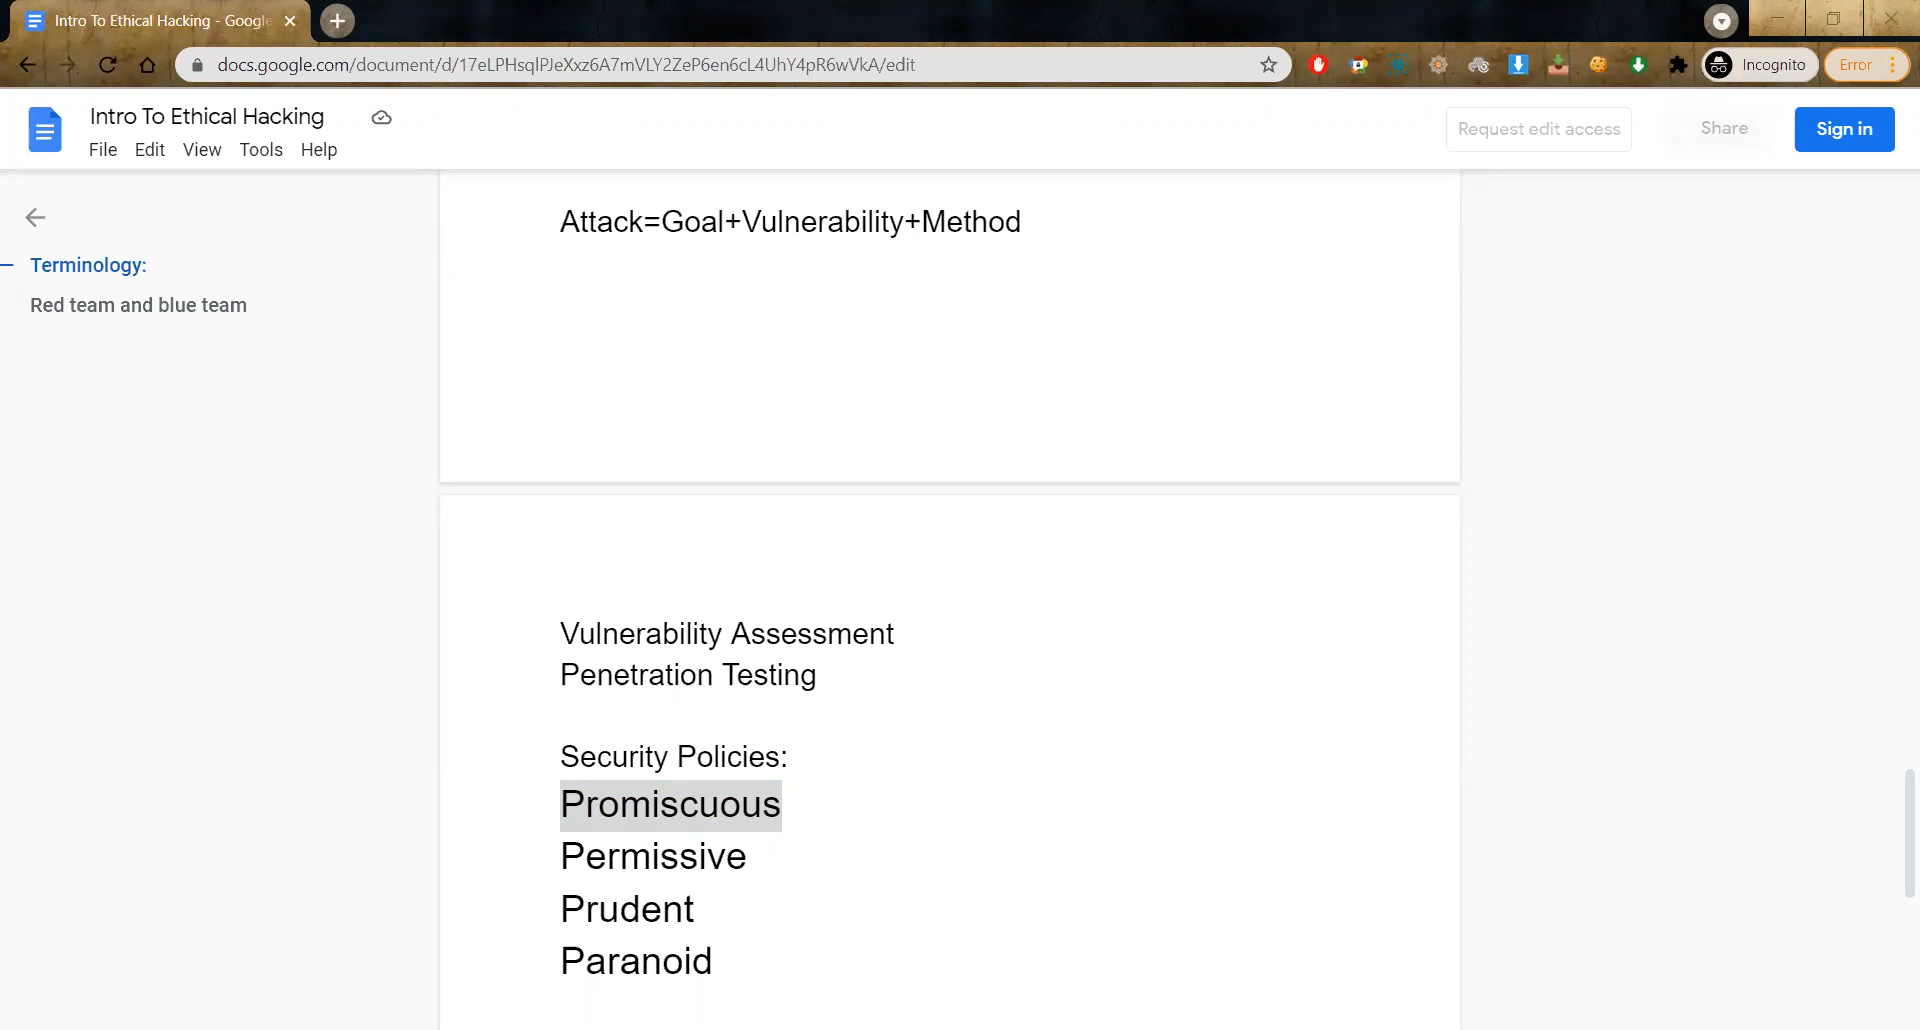 Intro To Ethical Hacking - Google
docs.google.com/document/d/17eLPHsqlPJeXxz6A7mVLY2ZeP6en6cL4UhY4pR6wVkA/edit
Incognito
Error
Intro To Ethical Hacking
File Edit View Tools Help
Request edit access
Share
Sign in
Terminology:
Red team and blue team
Attack=Goal+Vulnerability+Method
Vulnerability Assessment
Penetration Testing
Security Policies:
Promiscuous
Permissive
Prudent
Paranoid